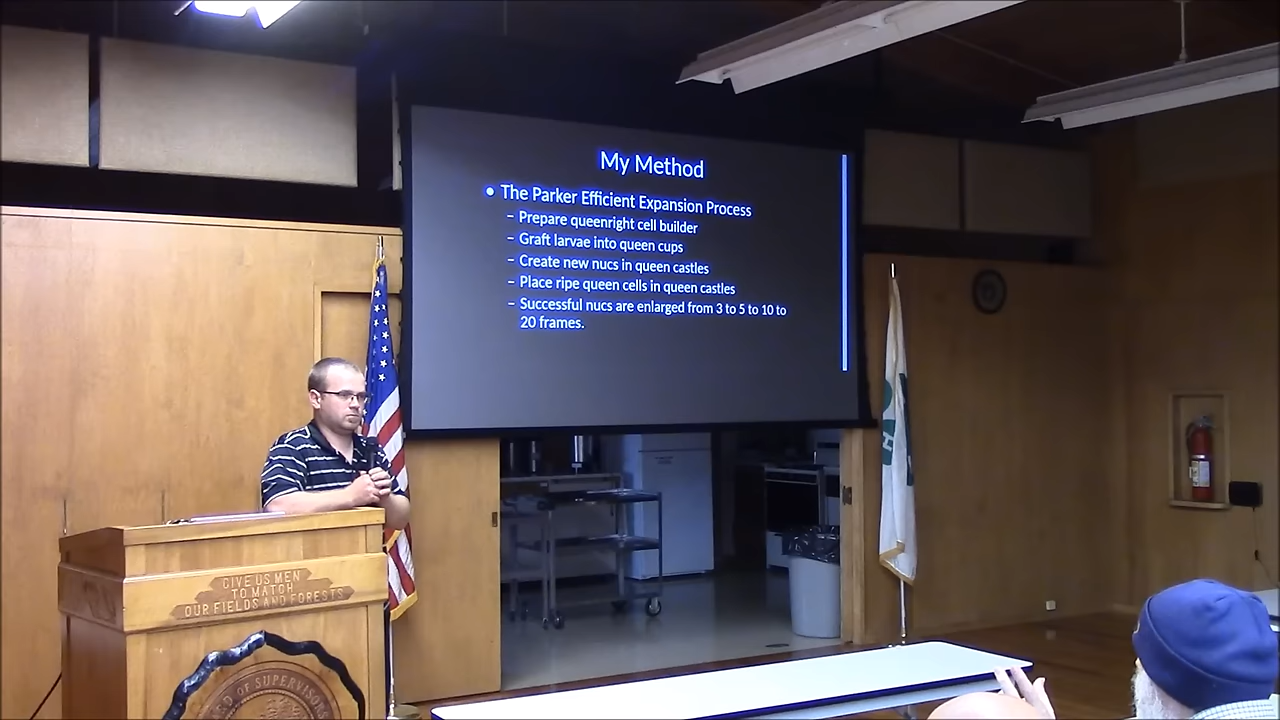 My Method
• The Parker Efficient Expansion Process
– Prepare queenright cell builder
– Graft larvae into queen cups
– Create new nucs in queen castles
– Place ripe queen cells in queen castles
– Successful nucs are enlarged from 3 to 5 to 10 to
20 frames.
GIVE US MEN
TO MATCH
OUR FIELDS AND FORESTS
OF SUPERVISORS